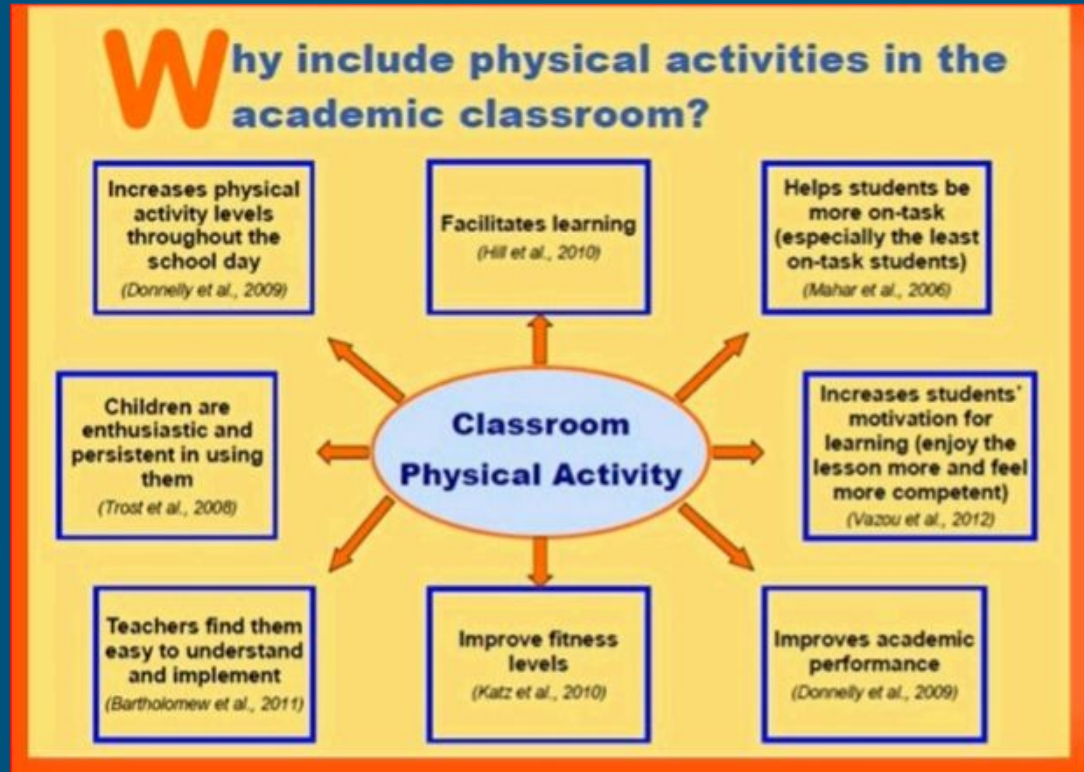 Why include physical activities in the
academic classroom?
Increases physical
activity levels
throughout the
school day
(Donnelly et al., 2009)
Facilitates learning
(Hill et al., 2010)
Helps students be
more on-task
(especially the least
on-task students)
(Mahar et al., 2006)
Children are
enthusiastic and
persistent in using
them
(Trost et al., 2008)
Classroom
Physical Activity
Increases students'
motivation for
learning (enjoy the
lesson more and feel
more competent)
(Vazou et al., 2012)
Teachers find them
easy to understand
and implement
(Bartholomew et al., 2011)
Improve fitness
levels
(Katz et al., 2010)
Improves academic
performance
(Donnelly et al., 2009)